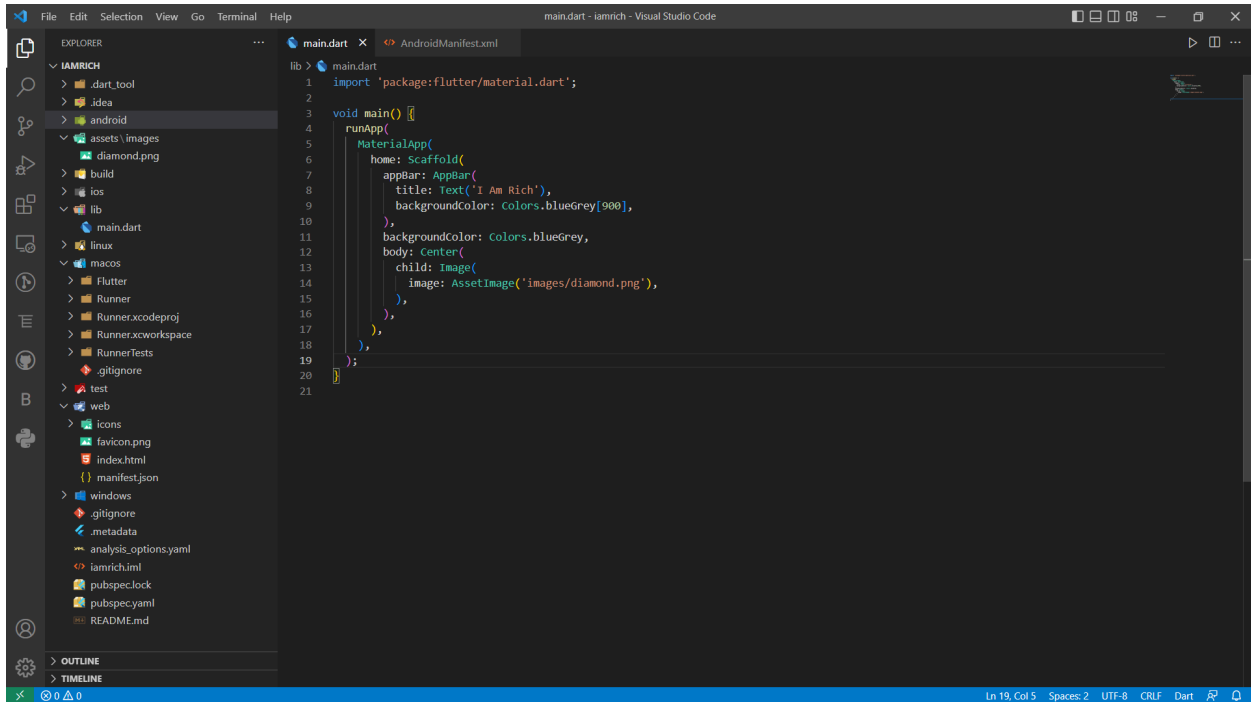 File Edit Selection View Go Terminal Help
main.dart - iamrich - Visual Studio Code
EXPLORER
IAMRICH
.dart_tool
.idea
android
assets\images
diamond.png
build
ios
lib
main.dart
linux
macos
Flutter
Runner
Runner.xcodeproj
Runner.xcworkspace
RunnerTests
.gitignore
test
web
icons
favicon.png
index.html
manifest.json
windows
.gitignore
.metadata
analysis_options.yaml
iamrich.iml
pubspec.lock
pubspec.yaml
README.md
OUTLINE
TIMELINE
main.dart AndroidManifest.xml
lib > main.dart
1 import 'package:flutter/material.dart';
2
3 void main() {
4 runApp(
5 MaterialApp(
6 home: Scaffold(
7 appBar: AppBar(
8 title: Text('I Am Rich'),
9 backgroundColor: Colors.blueGrey[900],
10 ),
11 backgroundColor: Colors.blueGrey,
12 body: Center(
13 child: Image(
14 image: AssetImage('images/diamond.png'),
15 ),
16 ),
17 ),
18 ),
19 );
20 }
21
0 0
Ln 19, Col 5 Spaces: 2 UTF-8 CRLF Dart